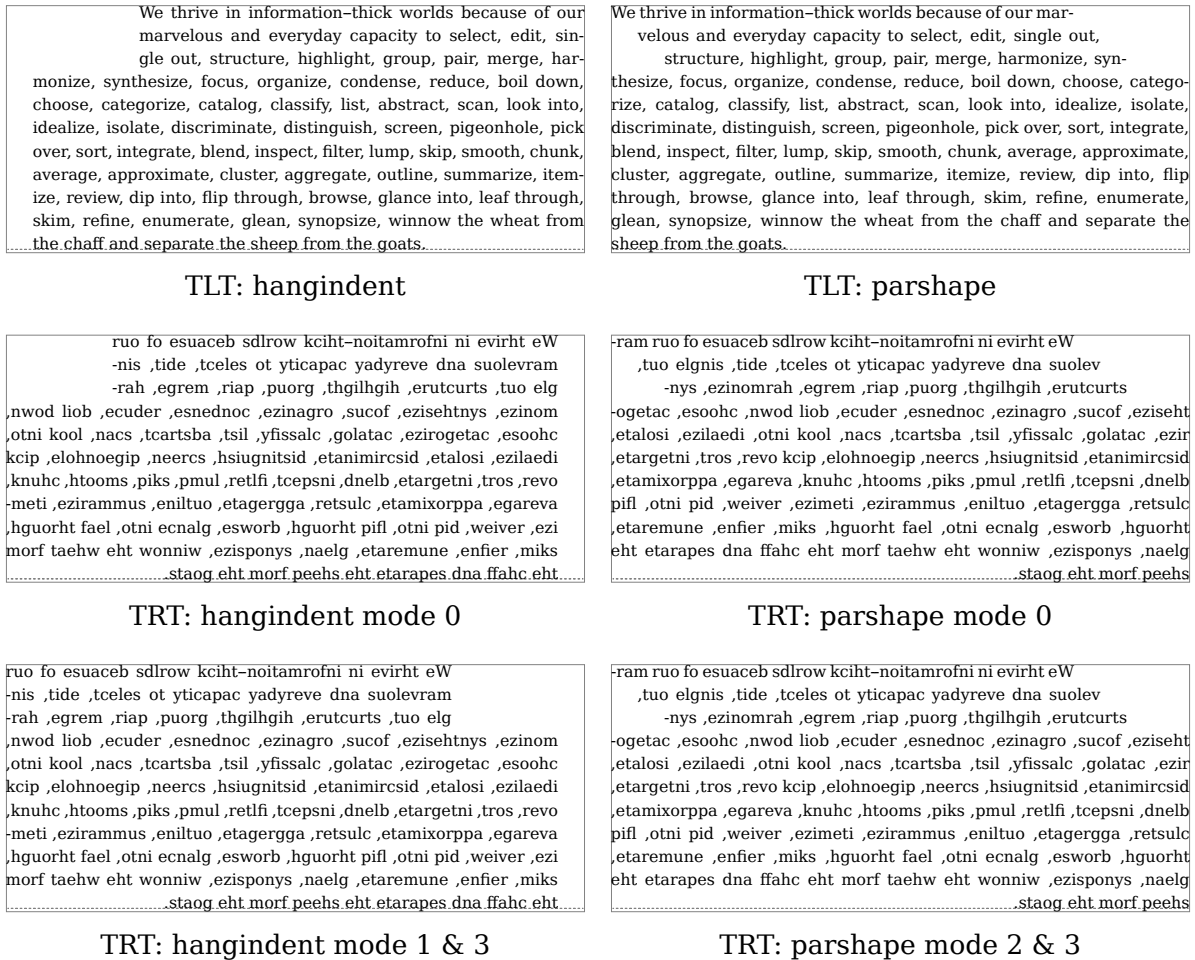 We thrive in information–thick worlds because of our
marvelous and everyday capacity to select, edit, sin-
gle out, structure, highlight, group, pair, merge, har-
monize, synthesize, focus, organize, condense, reduce, boil down,
choose, categorize, catalog, classify, list, abstract, scan, look into,
idealize, isolate, discriminate, distinguish, screen, pigeonhole, pick
over, sort, integrate, blend, inspect, filter, lump, skip, smooth, chunk,
average, approximate, cluster, aggregate, outline, summarize, item-
ize, review, dip into, flip through, browse, glance into, leaf through,
skim, refine, enumerate, glean, synopsize, winnow the wheat from
the chaff and separate the sheep from the goats.
TLT: hangindent
We thrive in information–thick worlds because of our mar-
velous and everyday capacity to select, edit, single out,
structure, highlight, group, pair, merge, harmonize, syn-
thesize, focus, organize, condense, reduce, boil down, choose, catego-
rize, catalog, classify, list, abstract, scan, look into, idealize, isolate,
discriminate, distinguish, screen, pigeonhole, pick over, sort, integrate,
blend, inspect, filter, lump, skip, smooth, chunk, average, approximate,
cluster, aggregate, outline, summarize, itemize, review, dip into, flip
through, browse, glance into, leaf through, skim, refine, enumerate,
glean, synopsize, winnow the wheat from the chaff and separate the
sheep from the goats.
TLT: parshape
ruo fo esuaceb sdlrow kciht–noitamrofni ni evirht eW
-nis ,tide ,tceles ot yticapac yadyreve dna suolevram
-rah ,egrem ,riap ,puorg ,thgilhgih ,erutcurts ,tuo elg
,nwod liob ,ecuder ,esnednoc ,ezinagro ,sucof ,ezisehtnys ,ezinom
,otni kool ,nacs ,tcartsba ,tsil ,yfissalc ,golatac ,ezirogetac ,esoohc
kcip ,elohnoegip ,neercs ,hsiugnitsid ,etanimircsid ,etalosi ,ezilaedi
,knuhc ,htooms ,piks ,pmul ,retlfi ,tcepsni ,dnelb ,etargetni ,tros ,revo
-meti ,ezirammus ,eniltuo ,etagergga ,retsulc ,etamixorppa ,egareva
,hguorht fael ,otni ecnalg ,esworb ,hguorht pifl ,otni pid ,weiver ,ezi
morf taehw eht wonniw ,ezisponys ,naelg ,etaremune ,enfier ,miks
.staog eht morf peehs eht etarapes dna ffahc eht
TRT: hangindent mode 0
-ram ruo fo esuaceb sdlrow kciht–noitamrofni ni evirht eW
,tuo elgnis ,tide ,tceles ot yticapac yadyreve dna suolev
-nys ,ezinomrah ,egrem ,riap ,puorg ,thgilhgih ,erutcurts
-ogetac ,esoohc ,nwod liob ,ecuder ,esnednoc ,ezinagro ,sucof ,eziseht
,etalosi ,ezilaedi ,otni kool ,nacs ,tcartsba ,tsil ,yfissalc ,golatac ,ezir
,etargetni ,tros ,revo kcip ,elohnoegip ,neercs ,hsiugnitsid ,etanimircsid
,etamixorppa ,egareva ,knuhc ,htooms ,piks ,pmul ,retlfi ,tcepsni ,dnelb
pifl ,otni pid ,weiver ,ezimeti ,ezirammus ,eniltuo ,etagergga ,retsulc
,etaremune ,enfier ,miks ,hguorht fael ,otni ecnalg ,esworb ,hguorht
eht etarapes dna ffahc eht morf taehw eht wonniw ,ezisponys ,naelg
.staog eht morf peehs
TRT: parshape mode 0
ruo fo esuaceb sdlrow kciht–noitamrofni ni evirht eW
-nis ,tide ,tceles ot yticapac yadyreve dna suolevram
-rah ,egrem ,riap ,puorg ,thgilhgih ,erutcurts ,tuo elg
,nwod liob ,ecuder ,esnednoc ,ezinagro ,sucof ,ezisehtnys ,ezinom
,otni kool ,nacs ,tcartsba ,tsil ,yfissalc ,golatac ,ezirogetac ,esoohc
kcip ,elohnoegip ,neercs ,hsiugnitsid ,etanimircsid ,etalosi ,ezilaedi
,knuhc ,htooms ,piks ,pmul ,retlfi ,tcepsni ,dnelb ,etargetni ,tros ,revo
-meti ,ezirammus ,eniltuo ,etagergga ,retsulc ,etamixorppa ,egareva
,hguorht fael ,otni ecnalg ,esworb ,hguorht pifl ,otni pid ,weiver ,ezi
morf taehw eht wonniw ,ezisponys ,naelg ,etaremune ,enfier ,miks
.staog eht morf peehs eht etarapes dna ffahc eht
TRT: hangindent mode 1 & 3
-ram ruo fo esuaceb sdlrow kciht–noitamrofni ni evirht eW
,tuo elgnis ,tide ,tceles ot yticapac yadyreve dna suolev
-nys ,ezinomrah ,egrem ,riap ,puorg ,thgilhgih ,erutcurts
-ogetac ,esoohc ,nwod liob ,ecuder ,esnednoc ,ezinagro ,sucof ,eziseht
,etalosi ,ezilaedi ,otni kool ,nacs ,tcartsba ,tsil ,yfissalc ,golatac ,ezir
,etargetni ,tros ,revo kcip ,elohnoegip ,neercs ,hsiugnitsid ,etanimircsid
,etamixorppa ,egareva ,knuhc ,htooms ,piks ,pmul ,retlfi ,tcepsni ,dnelb
pifl ,otni pid ,weiver ,ezimeti ,ezirammus ,eniltuo ,etagergga ,retsulc
,etaremune ,enfier ,miks ,hguorht fael ,otni ecnalg ,esworb ,hguorht
eht etarapes dna ffahc eht morf taehw eht wonniw ,ezisponys ,naelg
.staog eht morf peehs
TRT: parshape mode 2 & 3